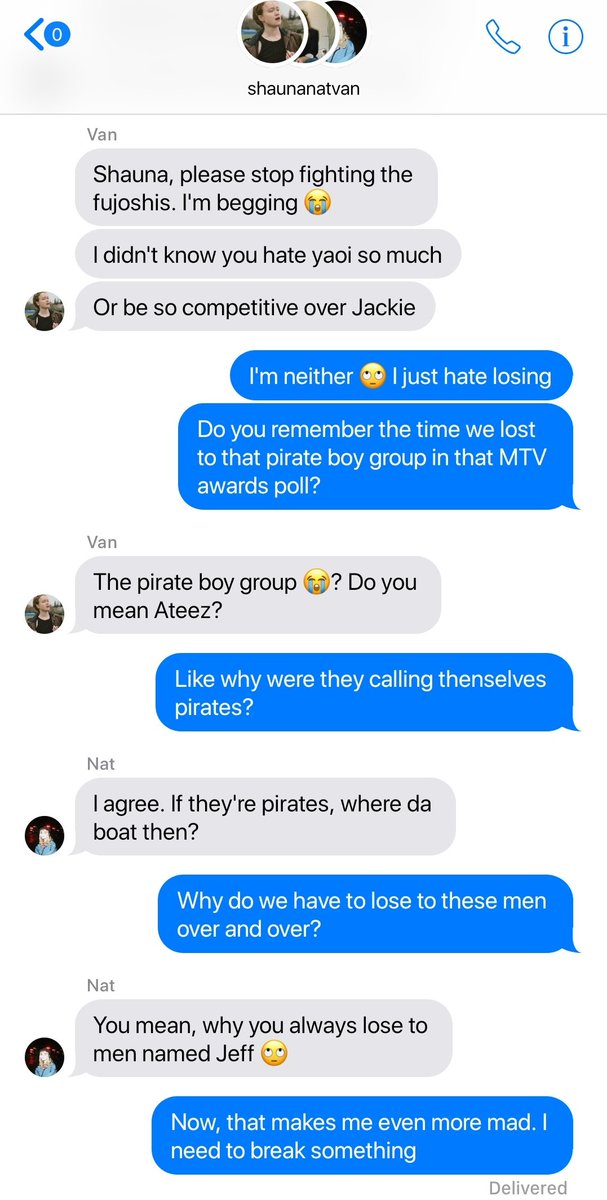 0
shaunanatvan
Van
Shauna, please stop fighting the
fujoshis. I'm begging 😭
I didn't know you hate yaoi so much
Or be so competitive over Jackie
I'm neither 🙄 I just hate losing
Do you remember the time we lost
to that pirate boy group in that MTV
awards poll?
Van
The pirate boy group 😭? Do you
mean Ateez?
Like why were they calling thenselves
pirates?
Nat
I agree. If they're pirates, where da
boat then?
Why do we have to lose to these men
over and over?
Nat
You mean, why you always lose to
men named Jeff 🙄
Now, that makes me even more mad. I
need to break something
Delivered